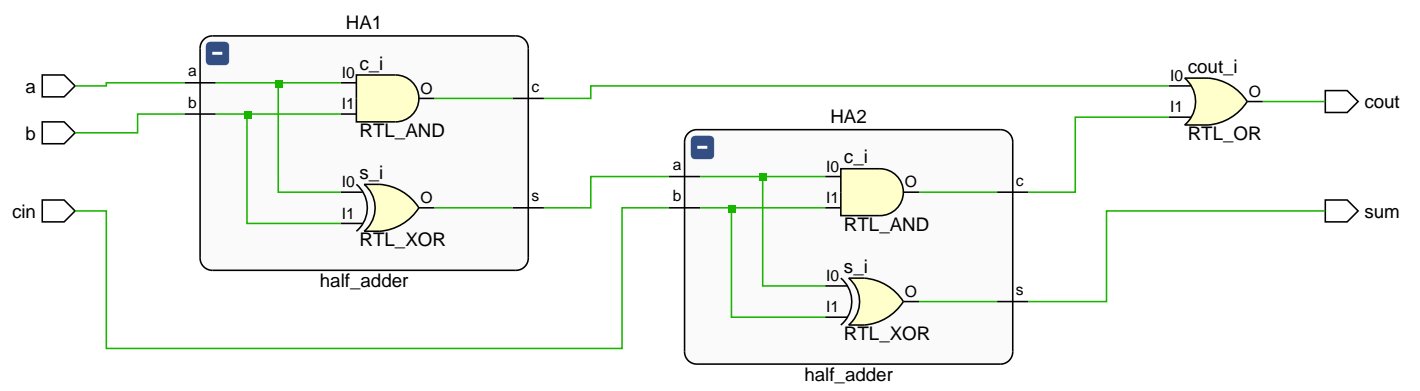 HA1
a
b
cin
a
b
I0
I1
c_i
O
RTL_AND
I0
I1
s_i
O
RTL_XOR
c
s
half_adder
HA2
a
b
I0
I1
c_i
O
RTL_AND
I0
I1
s_i
O
RTL_XOR
c
s
half_adder
I0
I1
cout_i
O
RTL_OR
cout
sum